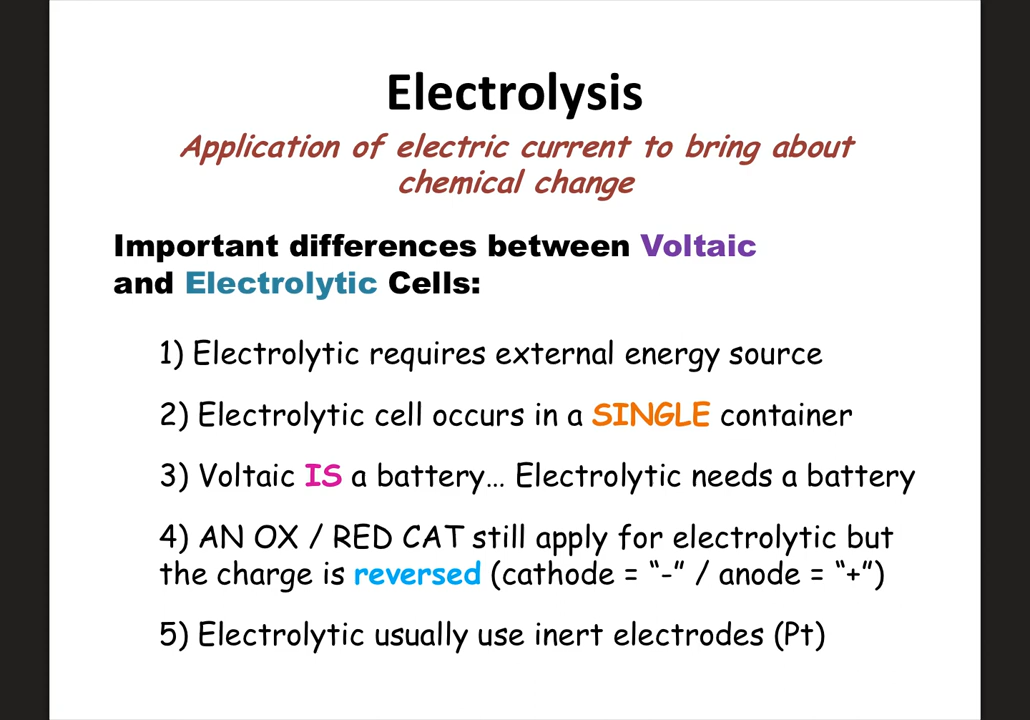 Electrolysis
Application of electric current to bring about
chemical change
Important differences between Voltaic
and Electrolytic Cells:
1) Electrolytic requires external energy source
2) Electrolytic cell occurs in a SINGLE container
3) Voltaic IS a battery… Electrolytic needs a battery
4) AN OX / RED CAT still apply for electrolytic but
the charge is reversed (cathode = “-” / anode = “+”)
5) Electrolytic usually use inert electrodes (Pt)